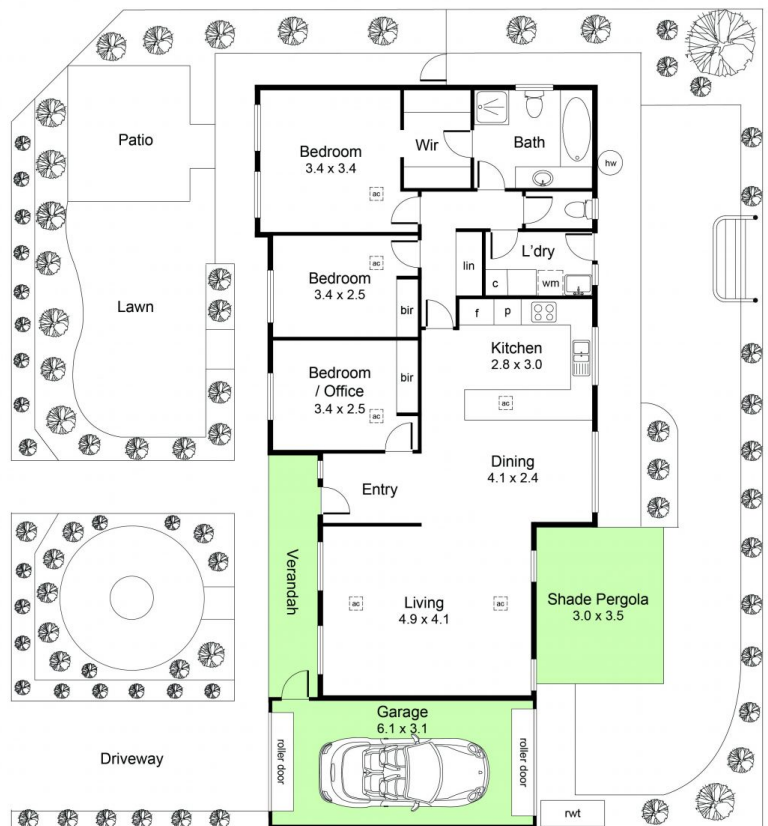 Patio
Bedroom
3.4 x 3.4
Wir
Bath
hw
ac
Bedroom
3.4 x 2.5
ac
bir
lin
L'dry
c
wm
Lawn
f
p
Kitchen
2.8 x 3.0
ac
Bedroom
/ Office
3.4 x 2.5
ac
bir
Dining
4.1 x 2.4
Entry
Verandah
ac
Living
4.9 x 4.1
ac
Shade Pergola
3.0 x 3.5
Garage
6.1 x 3.1
roller door
roller door
Driveway
rwt